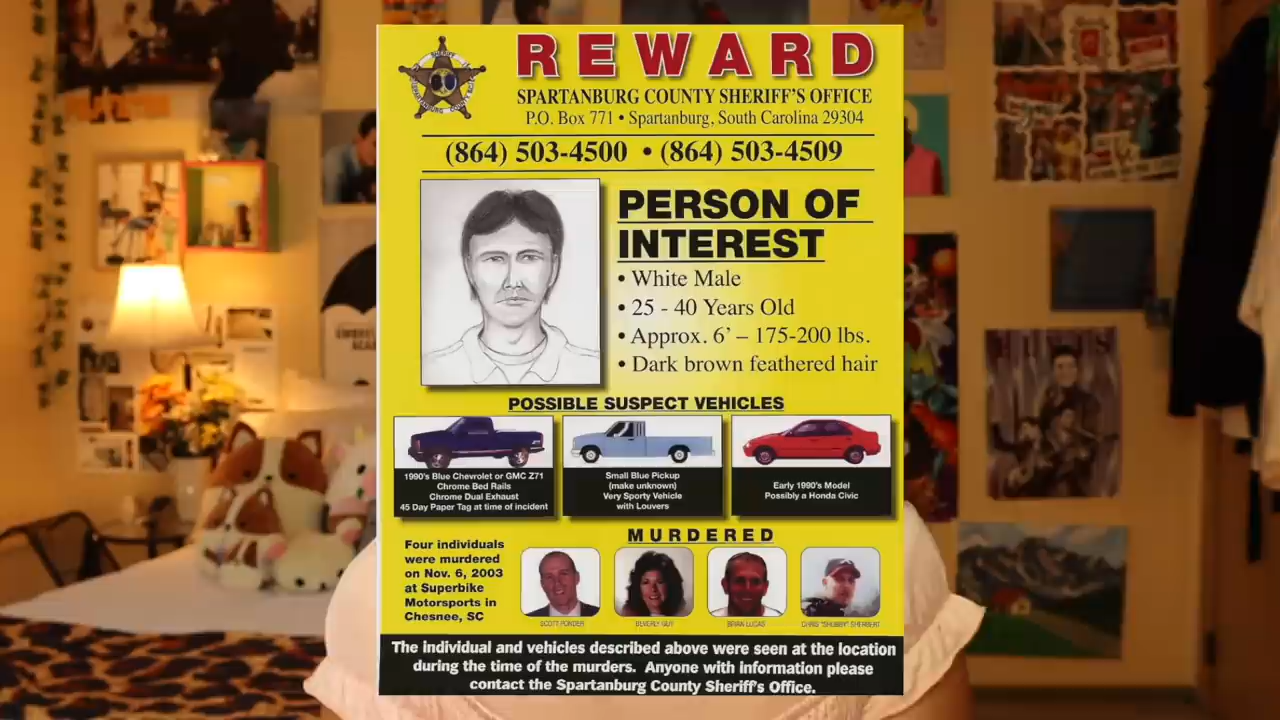 REWARD
SPARTANBURG COUNTY SHERIFF'S OFFICE
P.O. Box 771 • Spartanburg, South Carolina 29304
(864) 503-4500 • (864) 503-4509
PERSON OF
INTEREST
• White Male
• 25 - 40 Years Old
• Approx. 6' – 175-200 lbs.
• Dark brown feathered hair
POSSIBLE SUSPECT VEHICLES
1990's Blue Chevrolet or GMC Z71
Chrome Bed Rails
Chrome Dual Exhaust
45 Day Paper Tag at time of incident
Small Blue Pickup
(make unknown)
Very Sporty Vehicle
with Louvers
Early 1990's Model
Possibly a Honda Civic
MURDERED
Four individuals
were murdered
on Nov. 6, 2003
at Superbike
Motorsports in
Chesnee, SC
SCOTT PONDER
BEVERLY GUY
BRIAN LUCAS
CHRIS "SHUBBY" SHERBERT
The individual and vehicles described above were seen at the location
during the time of the murders. Anyone with information please
contact the Spartanburg County Sheriff's Office.